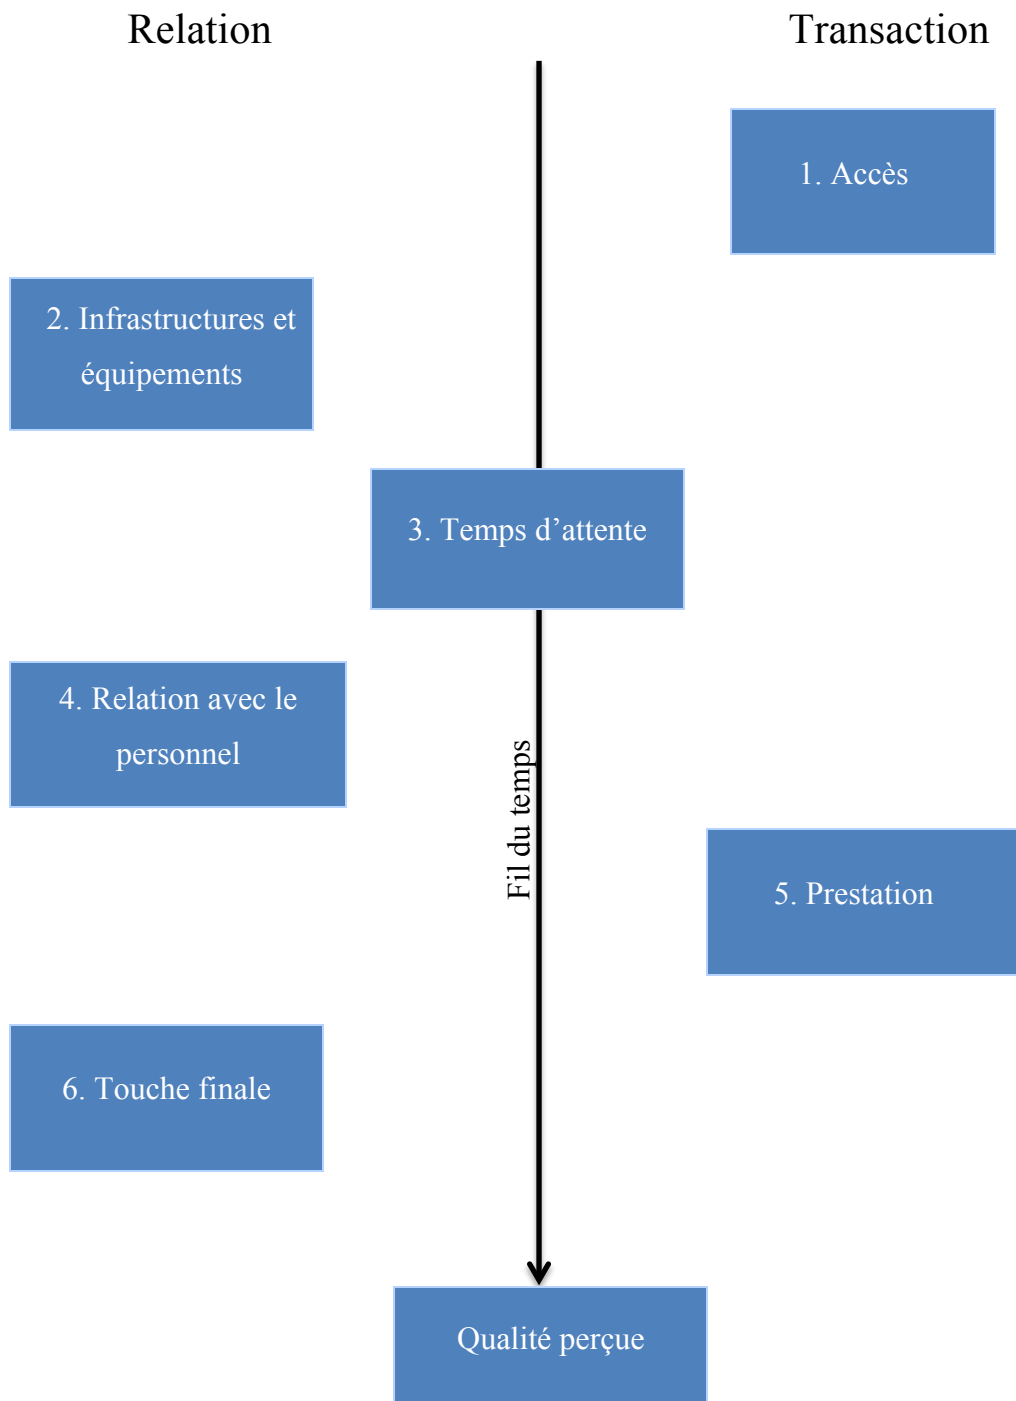 Relation
Transaction
1. Accès
2. Infrastructures et
équipements
3. Temps d’attente
4. Relation avec le
personnel
Fil du temps
5. Prestation
6. Touche finale
Qualité perçue